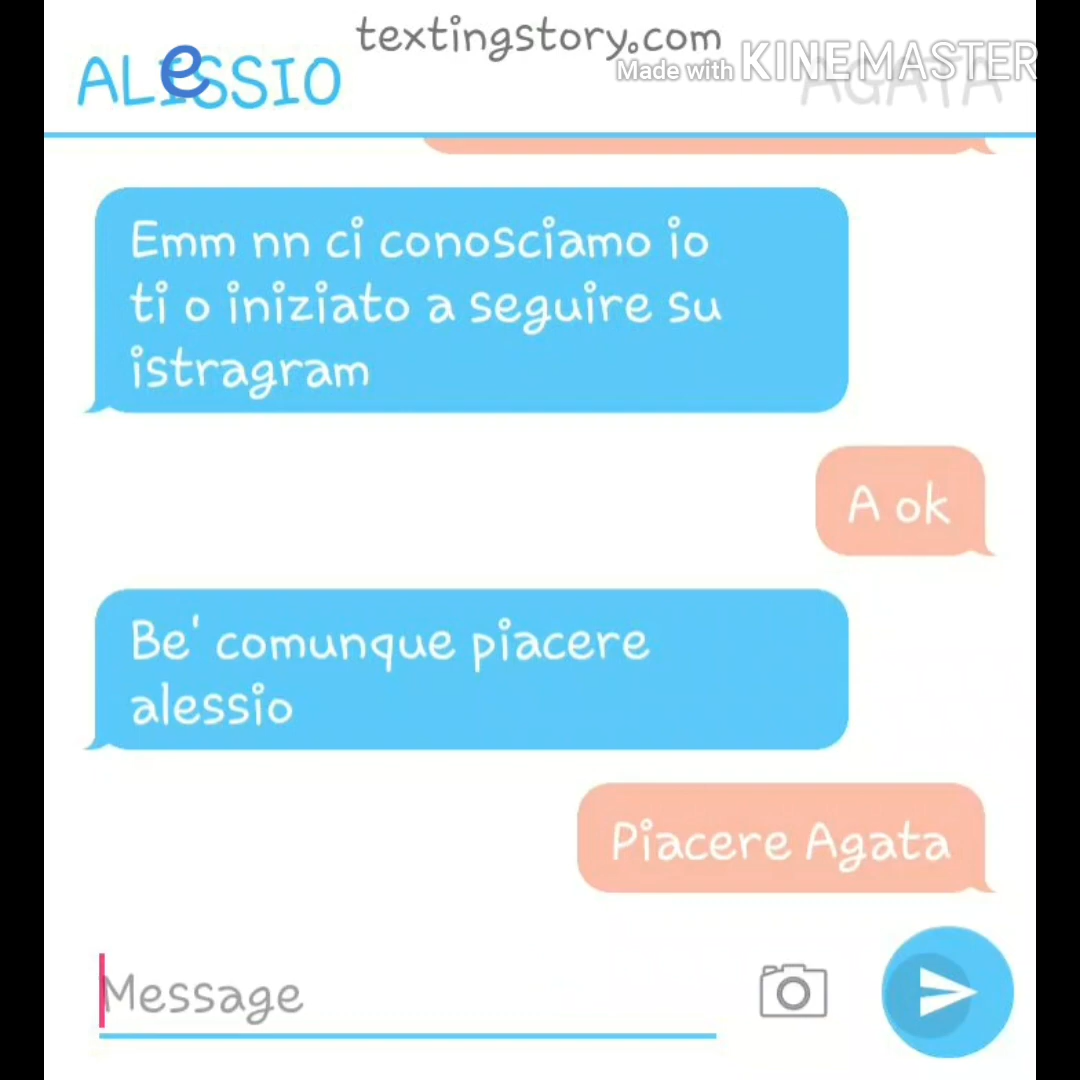 textingstory.com
Made with KINEMASTER
ALESSIO
AGATA
Emm nn ci conosciamo io
ti o iniziato a seguire su
istragram
A ok
Be' comunque piacere
alessio
Piacere Agata
Message